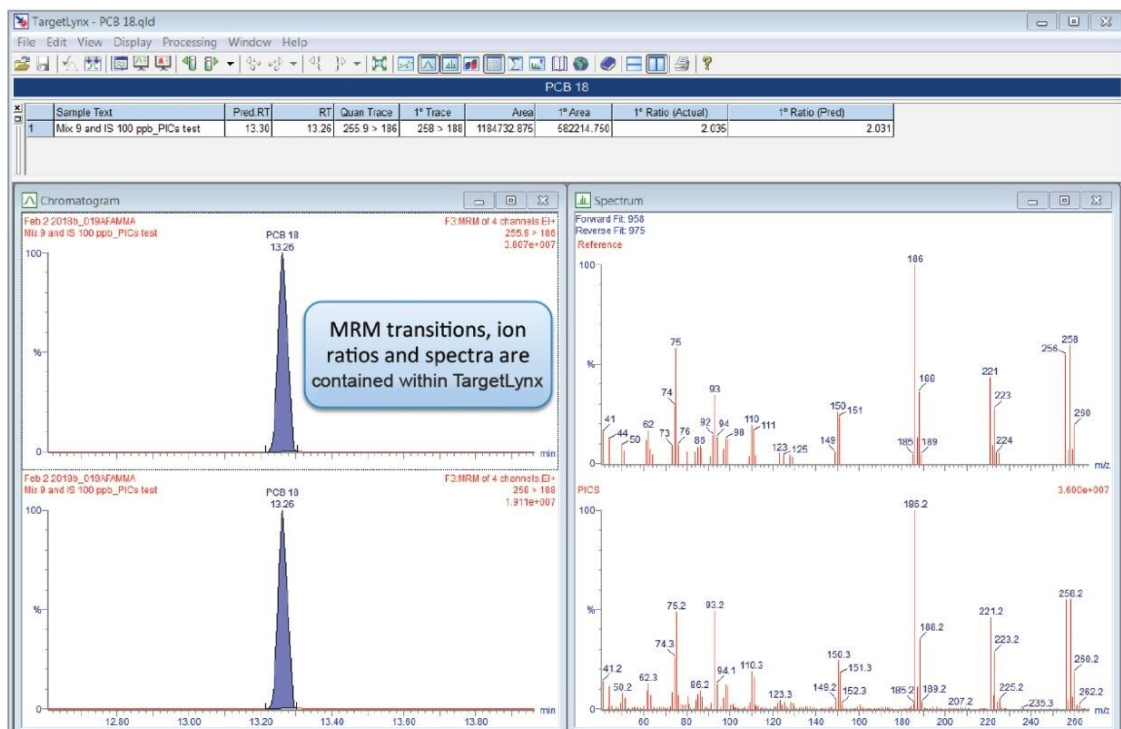 TargetLynx - PCB 18.qld
File Edit View Display Processing Window Help
PCB 18
Sample Text Pred.RT RT Quan Trace 1° Trace Area 1° Area 1° Ratio (Actual) 1° Ratio (Pred)
1 Mix 9 and IS 100 ppb_PICs test 13.30 13.26 255.9 > 186 258 > 188 1184732.875 582214.750 2.035 2.031
Chromatogram
Feb 2 2018b_019AFAMMA
Mix 9 and IS 100 ppb_PICs test
F3:MRM of 4 channels,EI+
255.9 > 186
3.807e+007
PCB 18
13.26
100
%
0
min
MRM transitions, ion
ratios and spectra are
contained within TargetLynx
Feb 2 2018b_019AFAMMA
Mix 9 and IS 100 ppb_PICs test
F3:MRM of 4 channels,EI+
258 > 188
1.911e+007
PCB 18
13.26
100
%
0
min
12.80 13.00 13.20 13.40 13.60 13.80
Spectrum
Forward Fit: 958
Reverse Fit: 975
Reference
100
%
0
186
75
258
256
221
188
93
74
223
150
151
41
62
92
94
110
111
260
44
50
73
76
86
98
123
125
149
185
189
224
m/z
PICS
3.600e+007
100
%
0
186.2
258.2
75.2
93.2
221.2
188.2
74.3
223.2
150.3
151.3
260.2
41.2
62.3
94.1
110.3
50.2
86.2
123.3
149.2
152.3
185.2
189.2
207.2
225.2
235.3
262.2
m/z
60 80 100 120 140 160 180 200 220 240 260